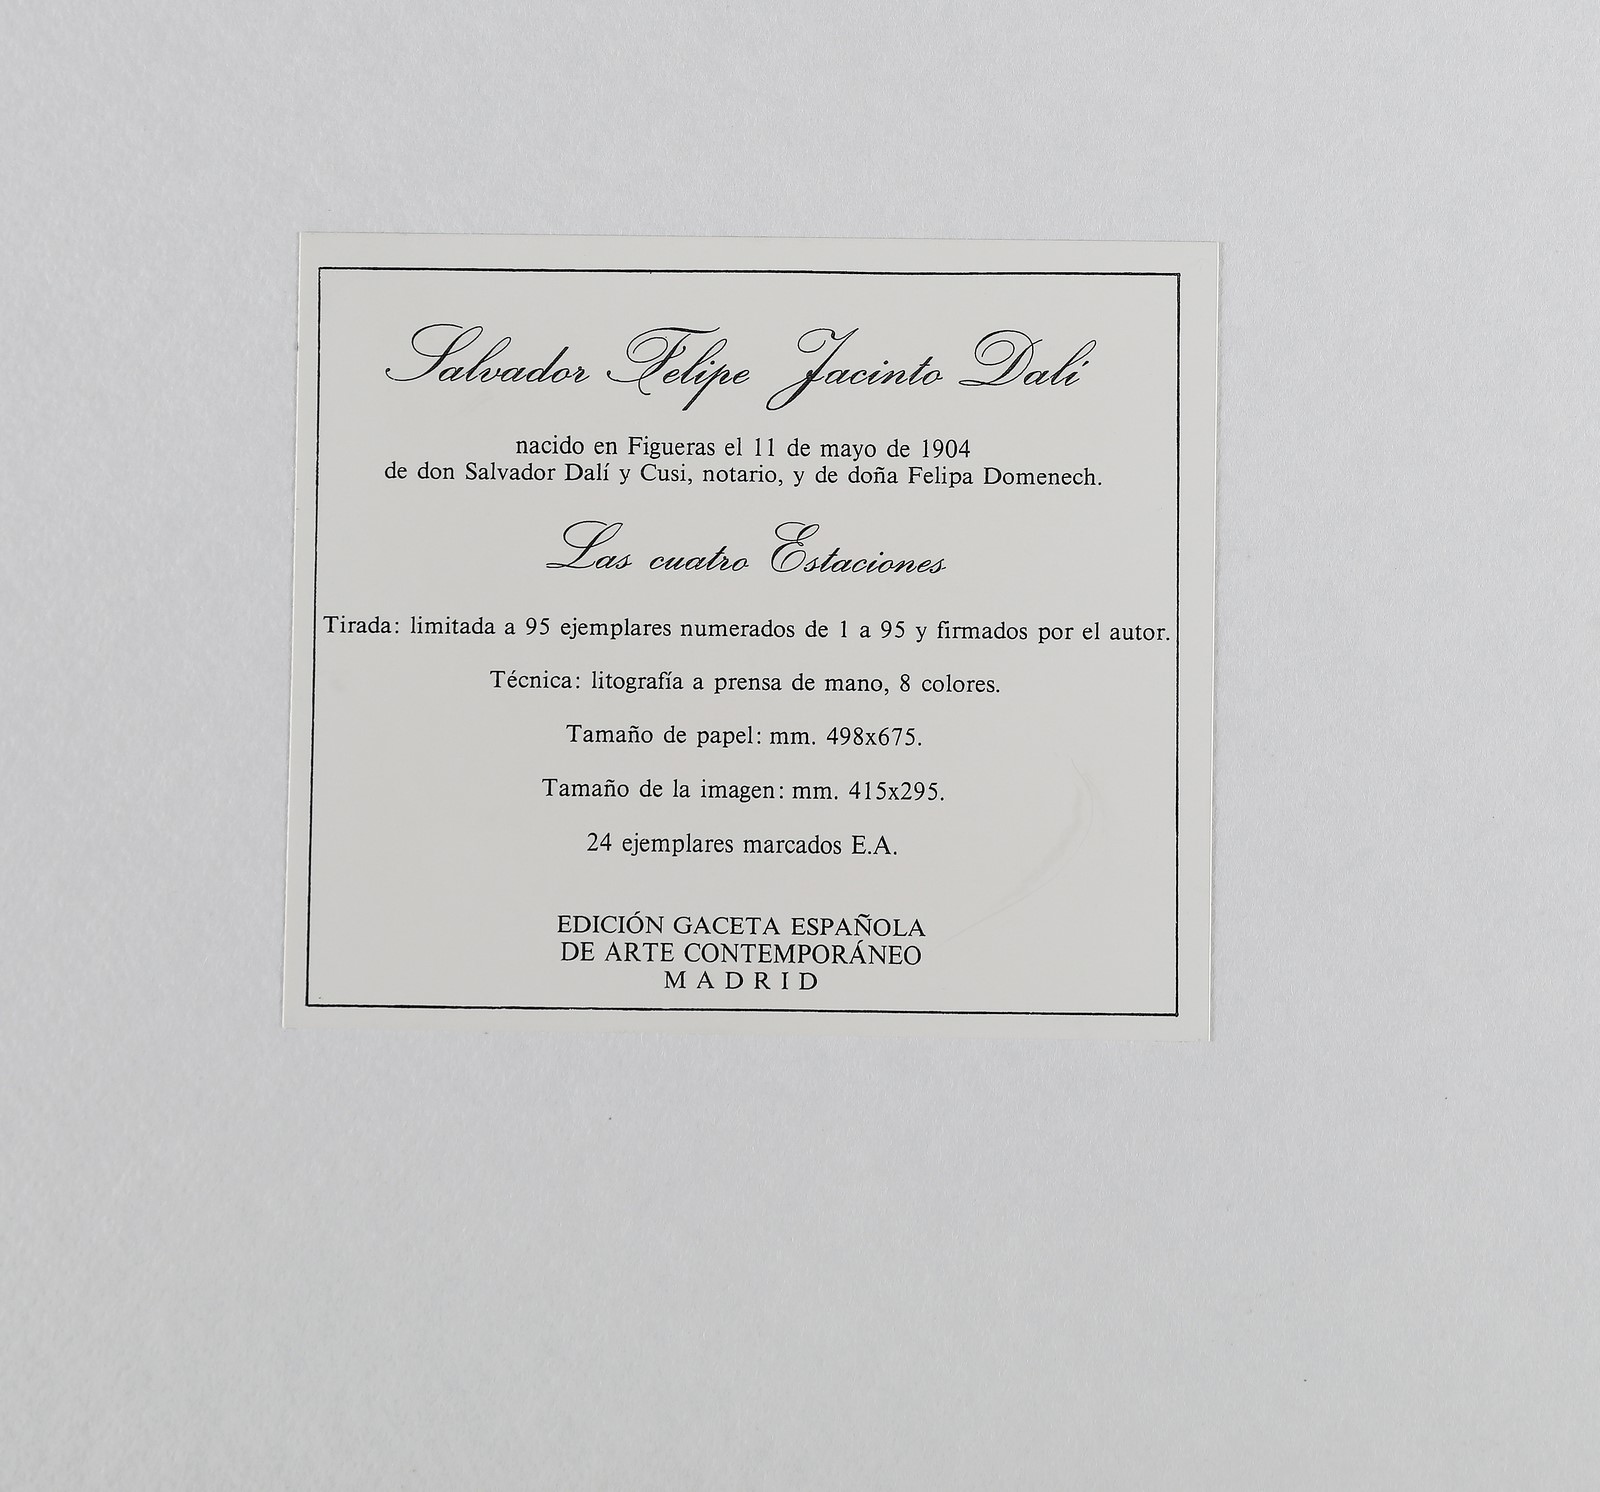 Salvador Felipe Jacinto Dalí
nacido en Figueras el 11 de mayo de 1904
de don Salvador Dalí y Cusi, notario, y de doña Felipa Domenech.
Las cuatro Estaciones
Tirada: limitada a 95 ejemplares numerados de 1 a 95 y firmados por el autor.
Técnica: litografía a prensa de mano, 8 colores.
Tamaño de papel: mm. 498x675.
Tamaño de la imagen: mm. 415x295.
24 ejemplares marcados E.A.
EDICIÓN GACETA ESPAÑOLA
DE ARTE CONTEMPORÁNEO
MADRID